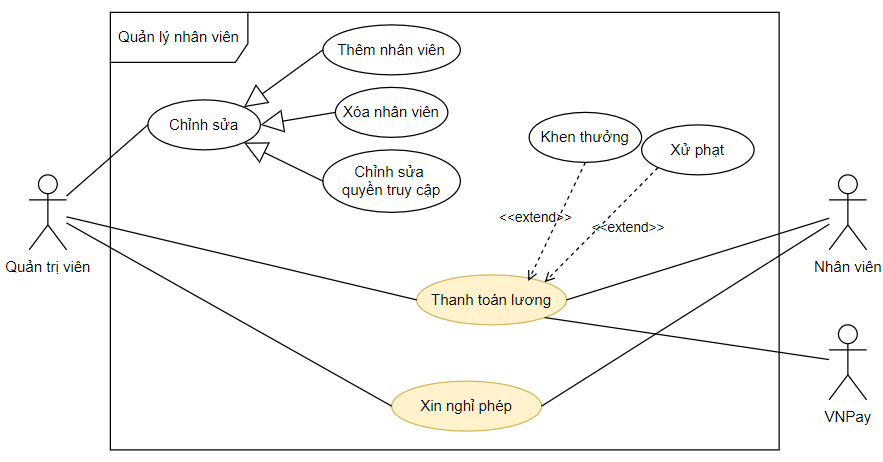 Quản lý nhân viên
Thêm nhân viên
Xóa nhân viên
Chỉnh sửa
Chỉnh sửa
quyền truy cập
Khen thưởng
Xử phạt
<<extend>>
<<extend>>
Quản trị viên
Nhân viên
Thanh toán lương
Xin nghỉ phép
VNPay